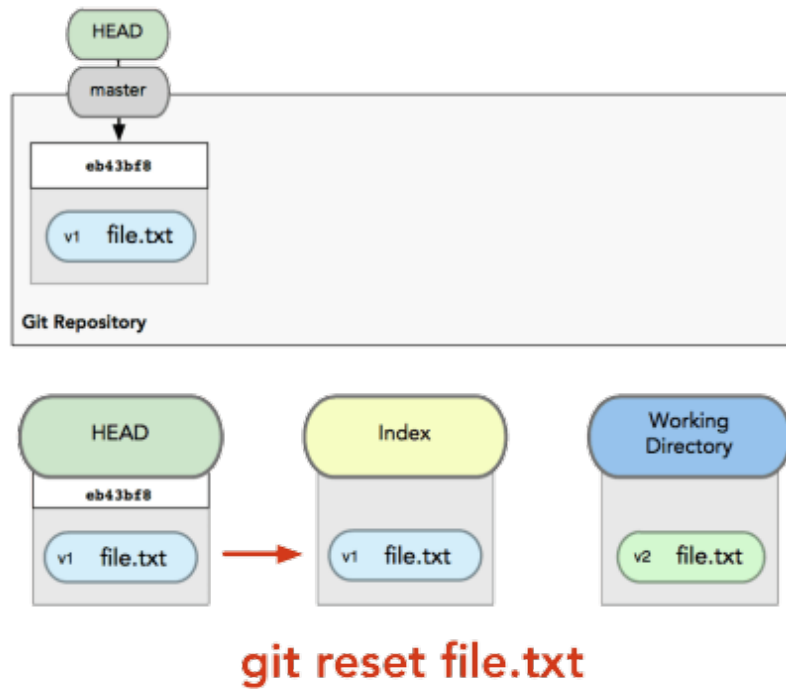 HEAD
master
eb43bf8
v1 file.txt
Git Repository
HEAD
Index
Working
Directory
eb43bf8
v1 file.txt
v1 file.txt
v2 file.txt
git reset file.txt